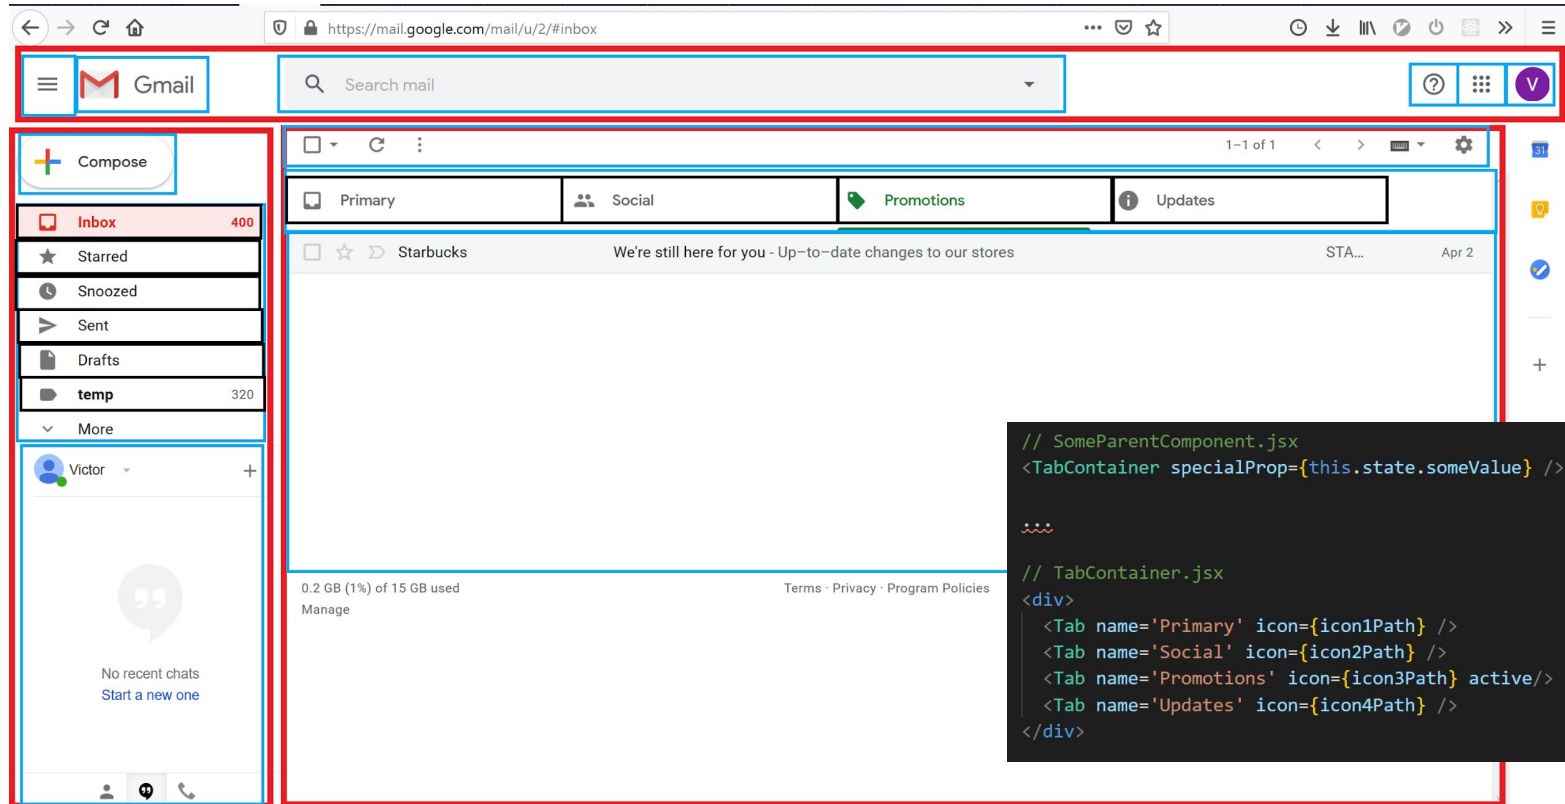 https://mail.google.com/mail/u/2/#inbox
Gmail
Search mail
V
Compose
1–1 of 1
31
Primary
Social
Promotions
Updates
Inbox 400
Starred
Snoozed
Sent
Drafts
temp 320
More
Starbucks We're still here for you - Up-to-date changes to our stores STA... Apr 2
Victor
No recent chats
Start a new one
0.2 GB (1%) of 15 GB used
Manage
Terms · Privacy · Program Policies
// SomeParentComponent.jsx
<TabContainer specialProp={this.state.someValue} />
...
// TabContainer.jsx
<div>
<Tab name='Primary' icon={icon1Path} />
<Tab name='Social' icon={icon2Path} />
<Tab name='Promotions' icon={icon3Path} active/>
<Tab name='Updates' icon={icon4Path} />
</div>